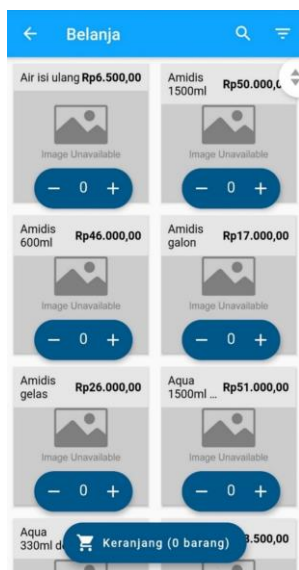 Belanja
Air isi ulang Rp6.500,00
Amidis
1500ml
Rp50.000,
Image Unavailable
Image Unavailable
− 0 +
− 0 +
Amidis
600ml
Rp46.000,00
Amidis
galon
Rp17.000,00
Image Unavailable
Image Unavailable
− 0 +
− 0 +
Amidis
gelas
Rp26.000,00
Aqua
1500ml ...
Rp51.000,00
Image Unavailable
Image Unavailable
− 0 +
− 0 +
Aqua
330ml d
3.500,00
Keranjang (0 barang)